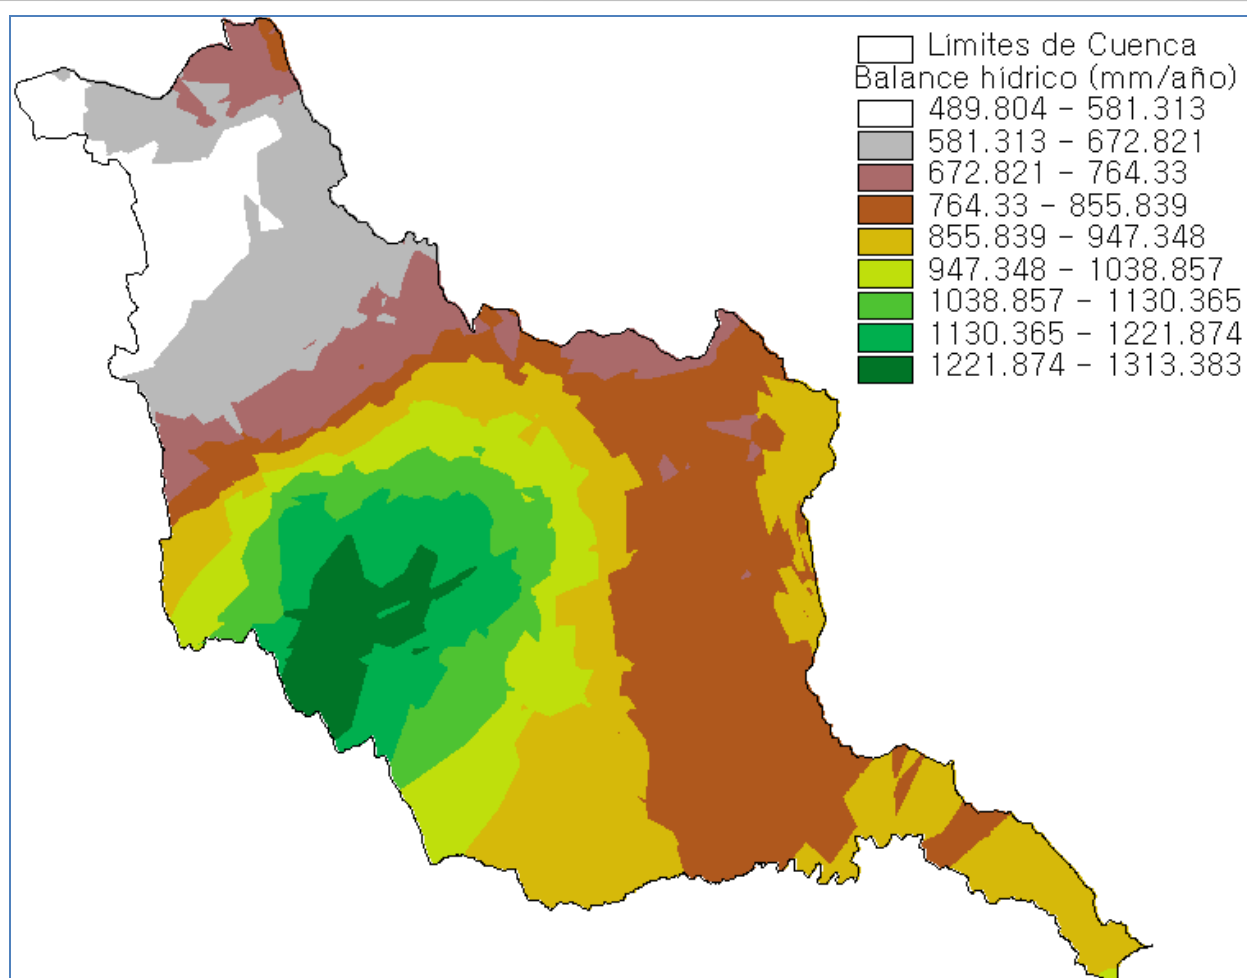 Límites de Cuenca
Balance hídrico (mm/año)
489.804 - 581.313
581.313 - 672.821
672.821 - 764.33
764.33 - 855.839
855.839 - 947.348
947.348 - 1038.857
1038.857 - 1130.365
1130.365 - 1221.874
1221.874 - 1313.383